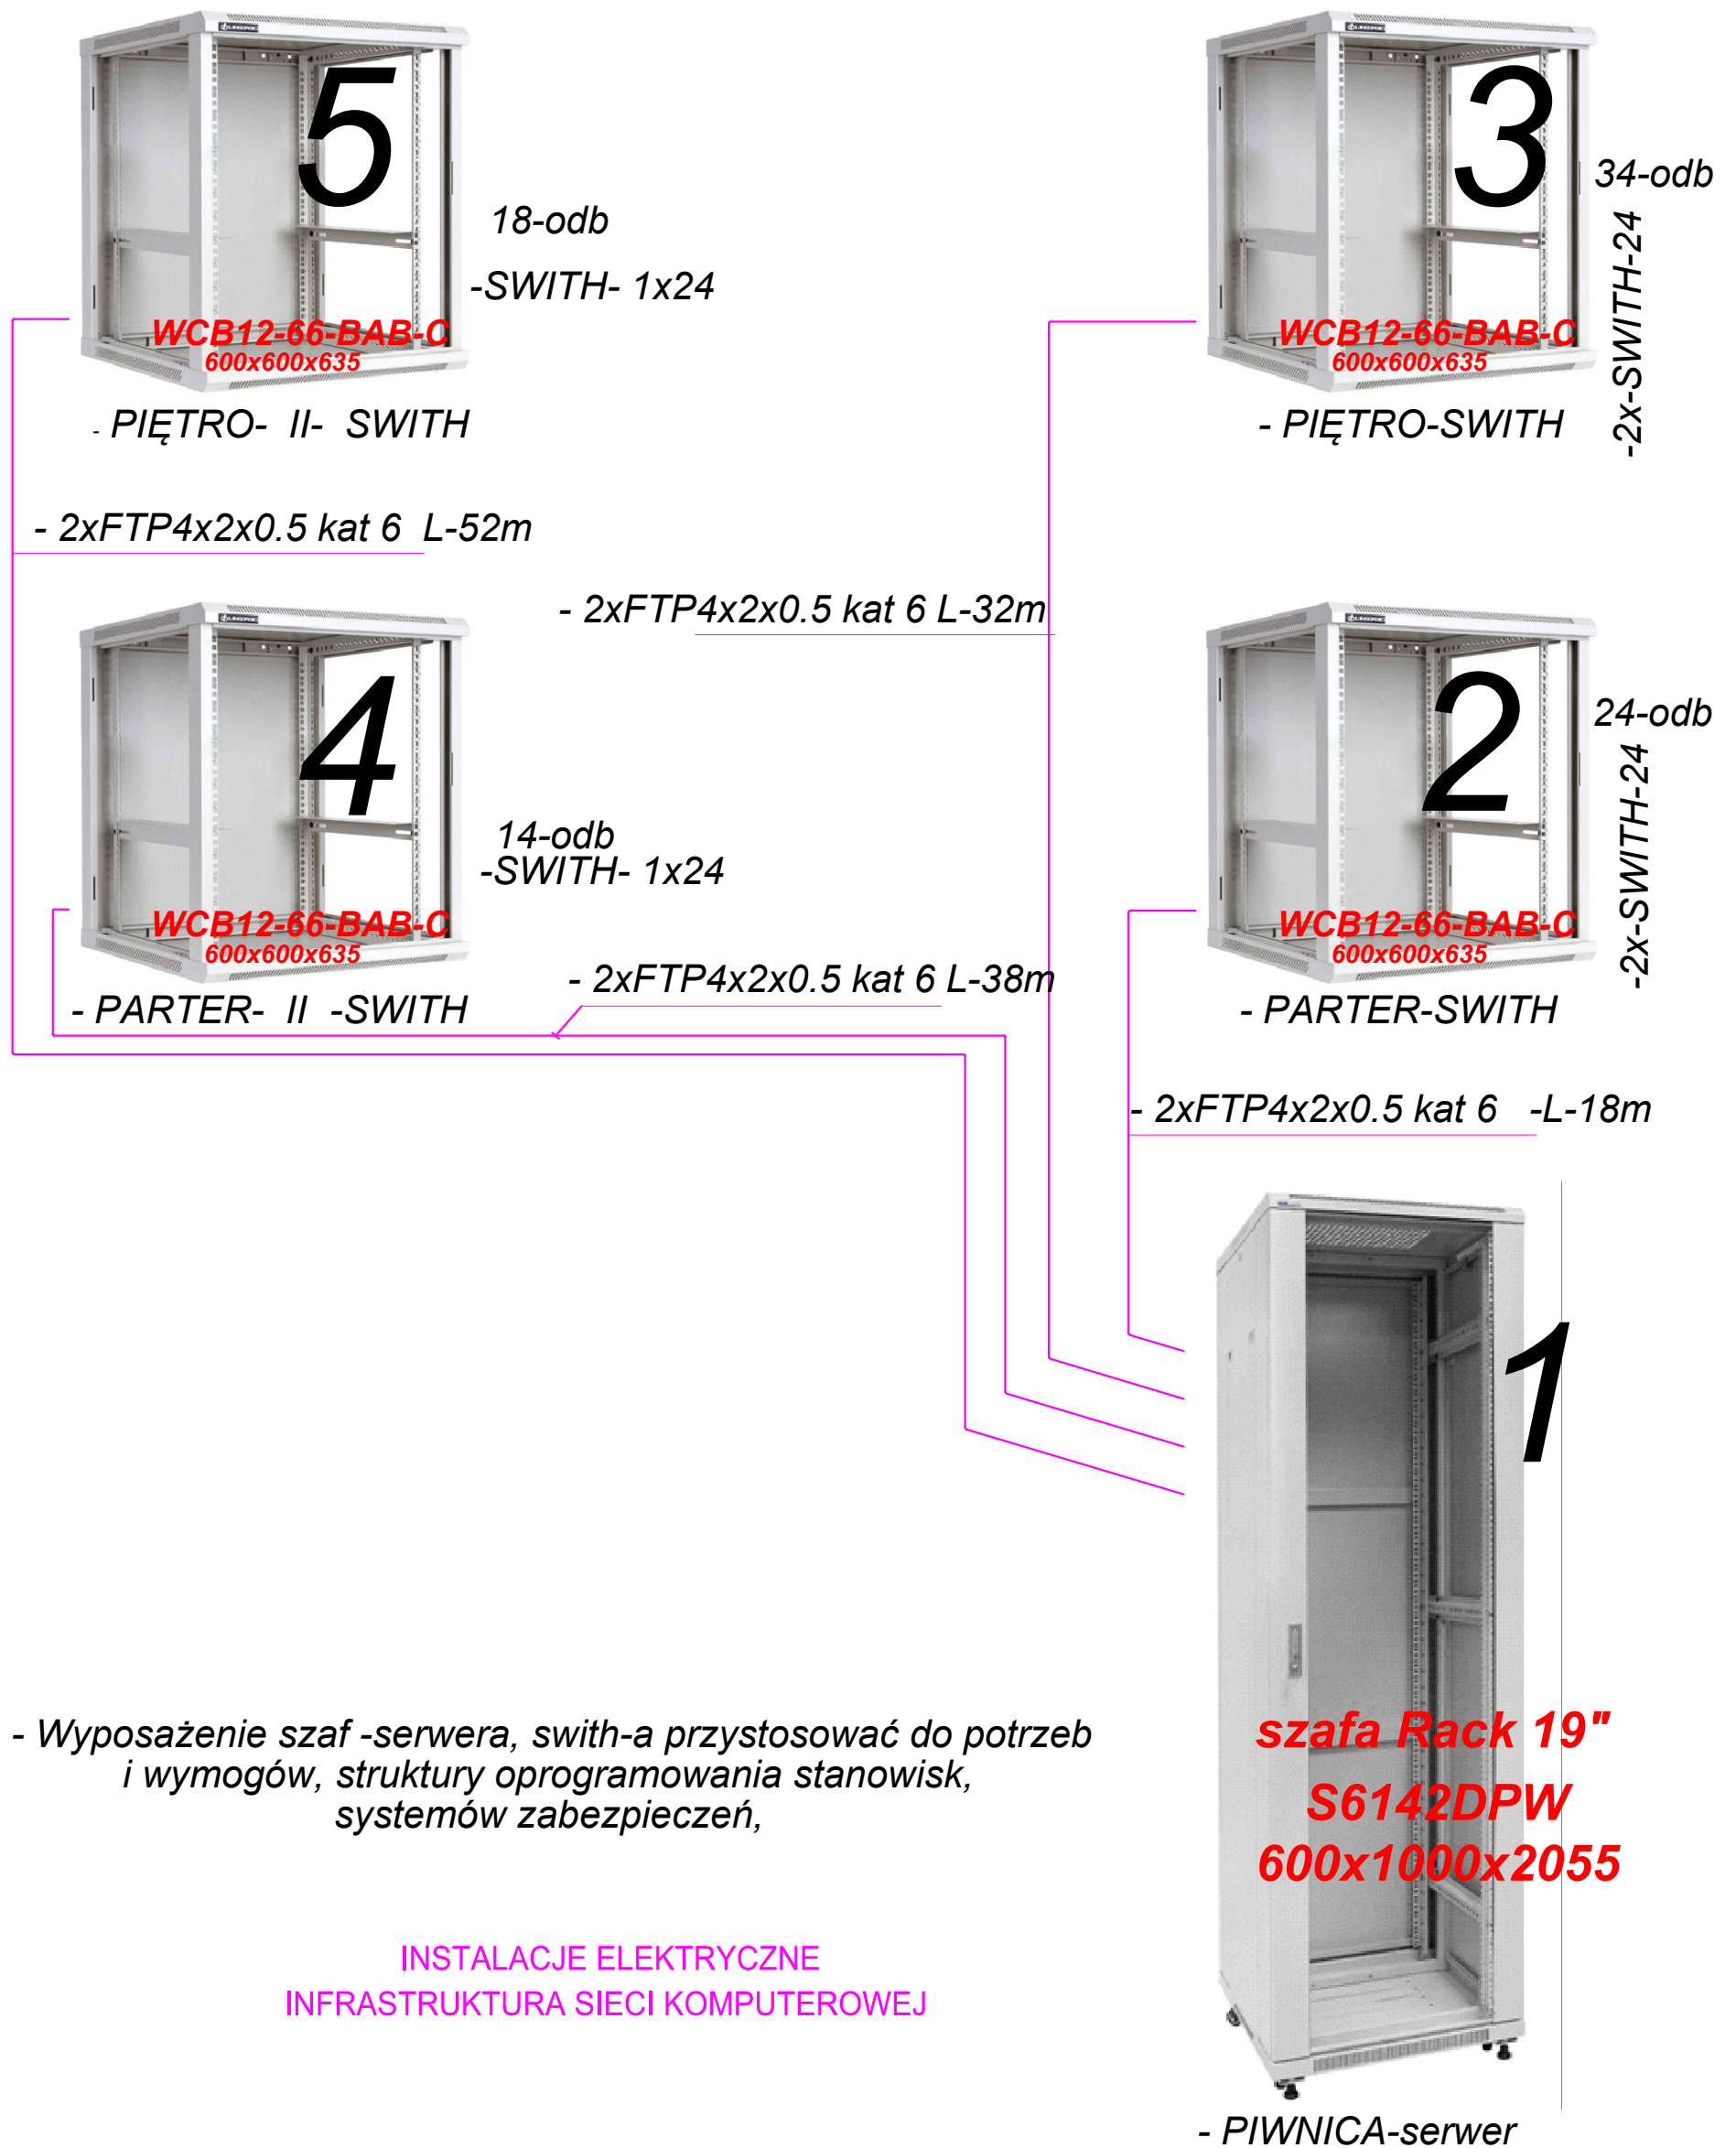 5
18-odb
-SWITH- 1x24
WCB12-66-BAB-C
600x600x635
- PIĘTRO- II- SWITH
3
34-odb
-2x-SWITH-24
WCB12-66-BAB-C
600x600x635
- PIĘTRO-SWITH
- 2xFTP4x2x0.5 kat 6 L-52m
- 2xFTP4x2x0.5 kat 6 L-32m
4
14-odb
-SWITH- 1x24
WCB12-66-BAB-C
600x600x635
- PARTER- II -SWITH
- 2xFTP4x2x0.5 kat 6 L-38m
2
24-odb
-2x-SWITH-24
WCB12-66-BAB-C
600x600x635
- PARTER-SWITH
- 2xFTP4x2x0.5 kat 6 -L-18m
1
szafa Rack 19"
S6142DPW
600x1000x2055
- PIWNICA-serwer
- Wyposażenie szaf -serwera, swith-a przystosować do potrzeb
i wymogów, struktury oprogramowania stanowisk,
systemów zabezpieczeń,
INSTALACJE ELEKTRYCZNE
INFRASTRUKTURA SIECI KOMPUTEROWEJ